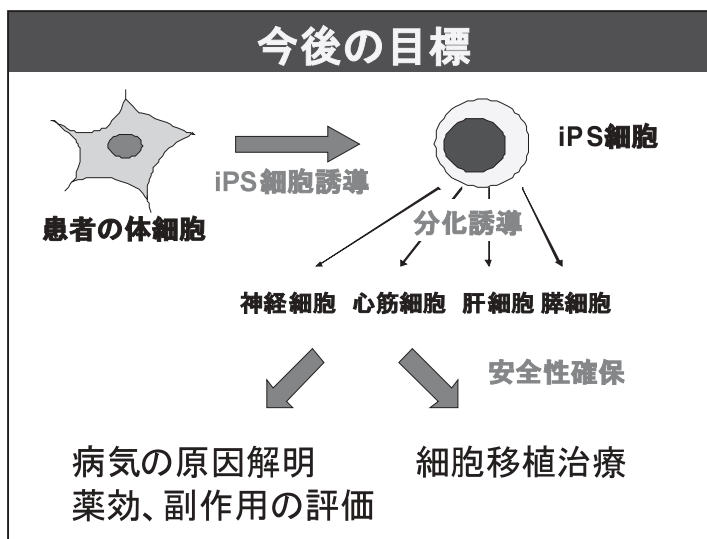 今後の目標
iPS細胞
iPS細胞誘導
患者の体細胞
分化誘導
神経細胞 心筋細胞 肝細胞 膵細胞
安全性確保
病気の原因解明
薬効、副作用の評価
細胞移植治療